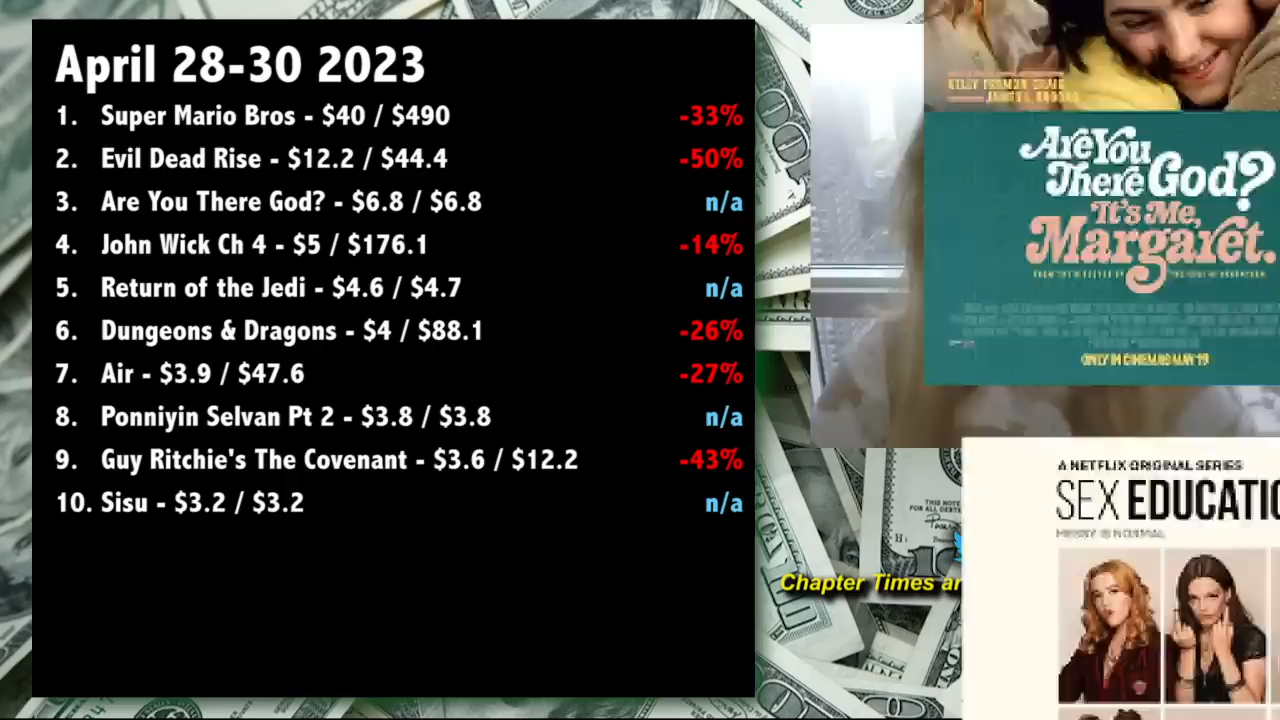 April 28-30 2023
1. Super Mario Bros - $40 / $490 -33%
2. Evil Dead Rise - $12.2 / $44.4 -50%
3. Are You There God? - $6.8 / $6.8 n/a
4. John Wick Ch 4 - $5 / $176.1 -14%
5. Return of the Jedi - $4.6 / $4.7 n/a
6. Dungeons & Dragons - $4 / $88.1 -26%
7. Air - $3.9 / $47.6 -27%
8. Ponniyin Selvan Pt 2 - $3.8 / $3.8 n/a
9. Guy Ritchie's The Covenant - $3.6 / $12.2 -43%
10. Sisu - $3.2 / $3.2 n/a
Are You
There God?
It's Me,
Margaret.
ONLY IN CINEMAS MAY 19
A NETFLIX ORIGINAL SERIES
SEX EDUCATIO
THIS NOTE
FOR ALL DEBTS
Chapter Times ar